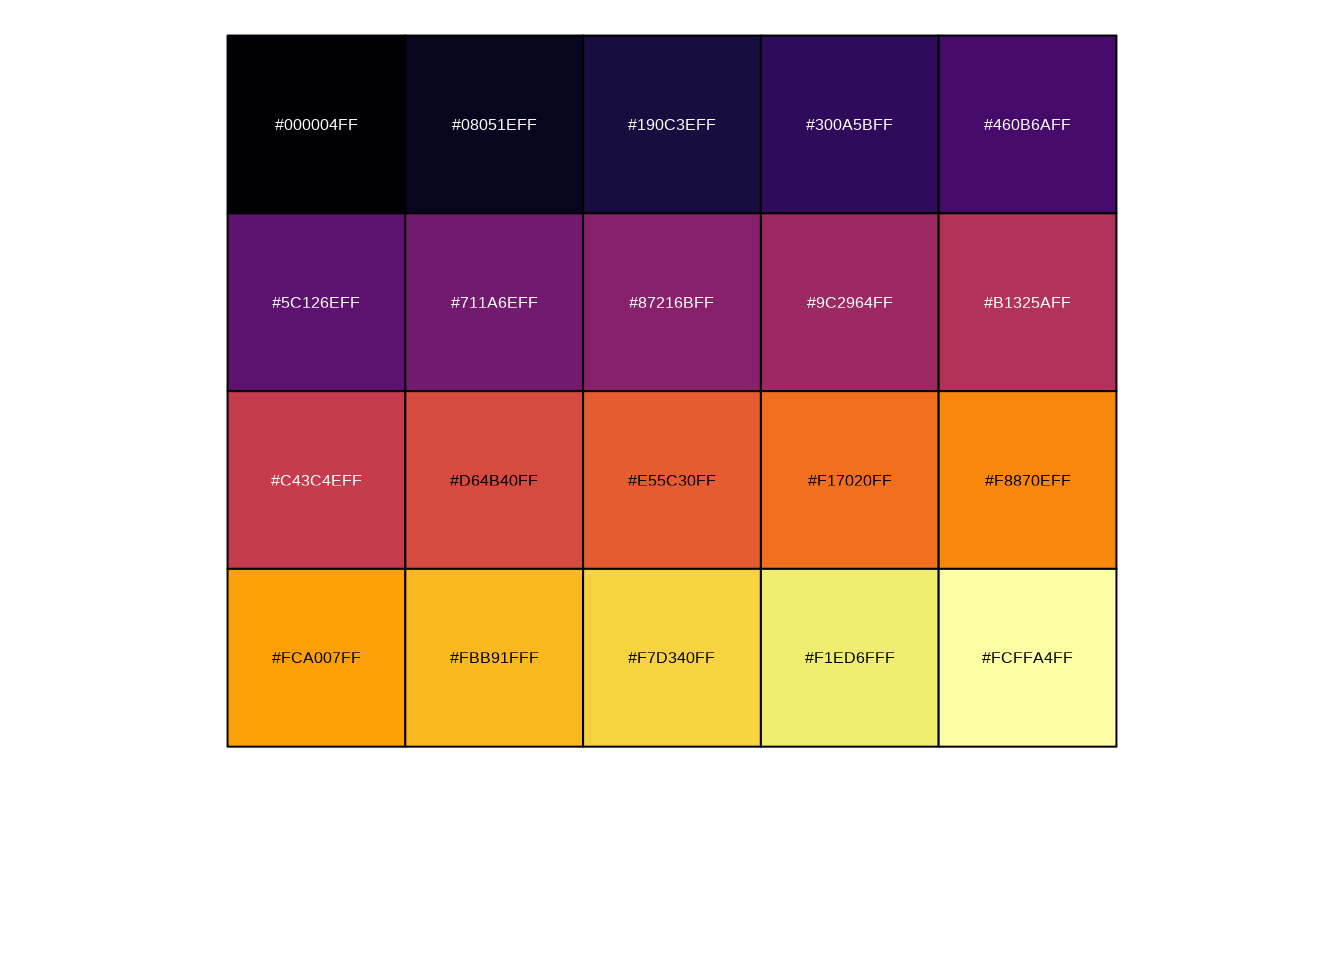 #000004FF #08051EFF #190C3EFF #300A5BFF #460B6AFF
#5C126EFF #711A6EFF #87216BFF #9C2964FF #B1325AFF
#C43C4EFF #D64B40FF #E55C30FF #F17020FF #F8870EFF
#FCA007FF #FBB91FFF #F7D340FF #F1ED6FFF #FCFFA4FF